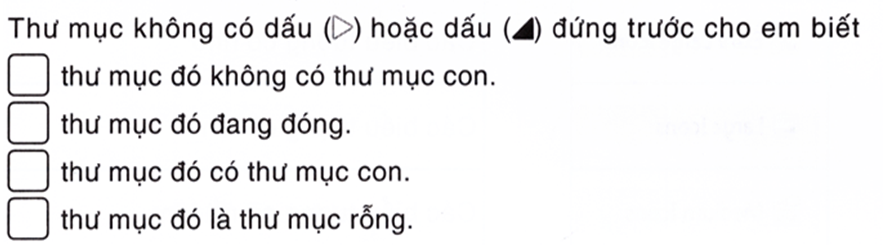 Thư mục không có dấu (▷) hoặc dấu (◢) đứng trước cho em biết
thư mục đó không có thư mục con.
thư mục đó đang đóng.
thư mục đó có thư mục con.
thư mục đó là thư mục rỗng.